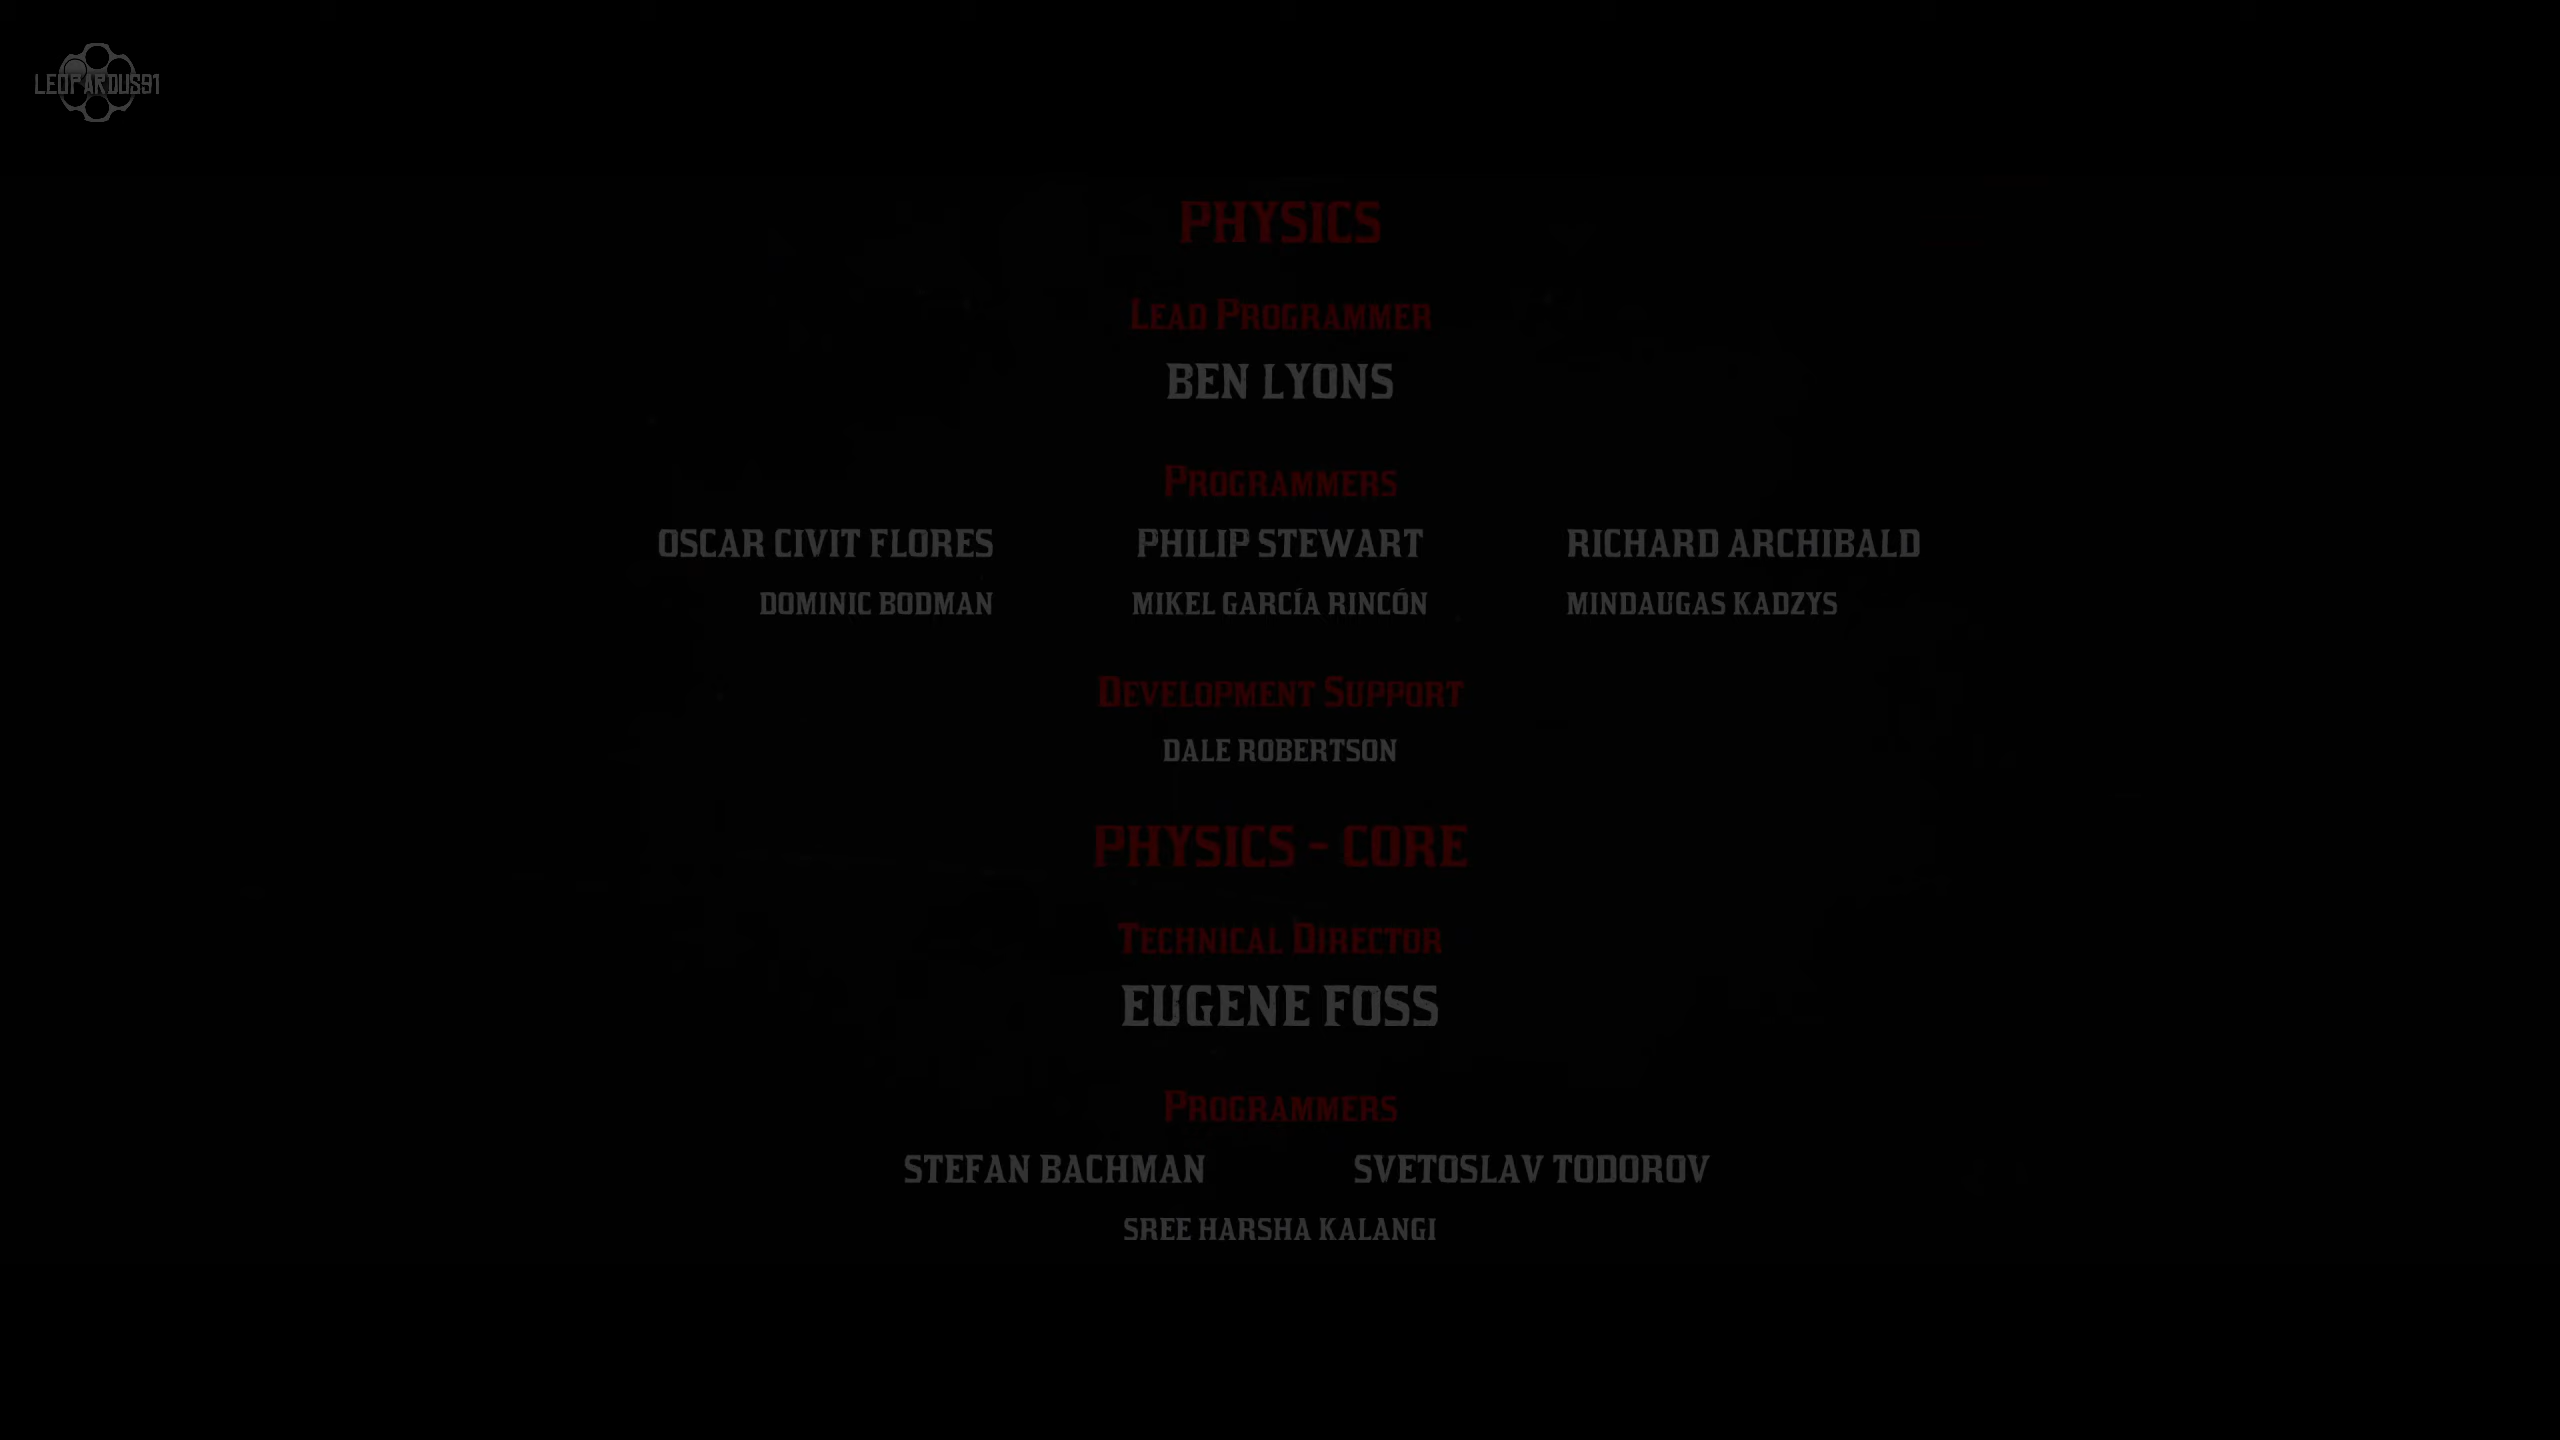 LEOPARDUS91
PHYSICS
LEAD PROGRAMMER
BEN LYONS
PROGRAMMERS
OSCAR CIVIT FLORES PHILIP STEWART RICHARD ARCHIBALD
DOMINIC BODMAN MIKEL GARCÍA RINCÓN MINDAUGAS KADZYS
DEVELOPMENT SUPPORT
DALE ROBERTSON
PHYSICS - CORE
TECHNICAL DIRECTOR
EUGENE FOSS
PROGRAMMERS
STEFAN BACHMAN SVETOSLAV TODOROV
SREE HARSHA KALANGI